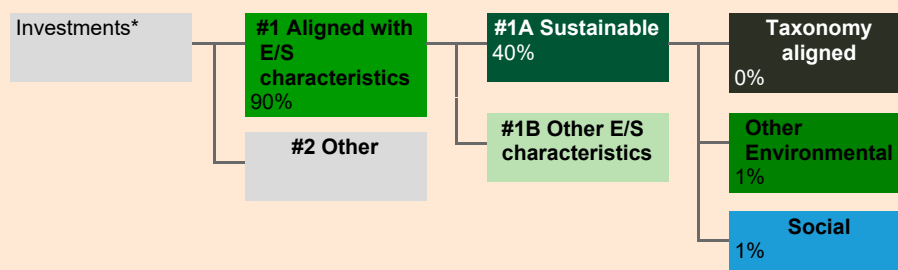 Investments*
#1 Aligned with
E/S
characteristics
90%
#2 Other
#1A Sustainable
40%
#1B Other E/S
characteristics
Taxonomy
aligned
0%
Other
Environmental
1%
Social
1%